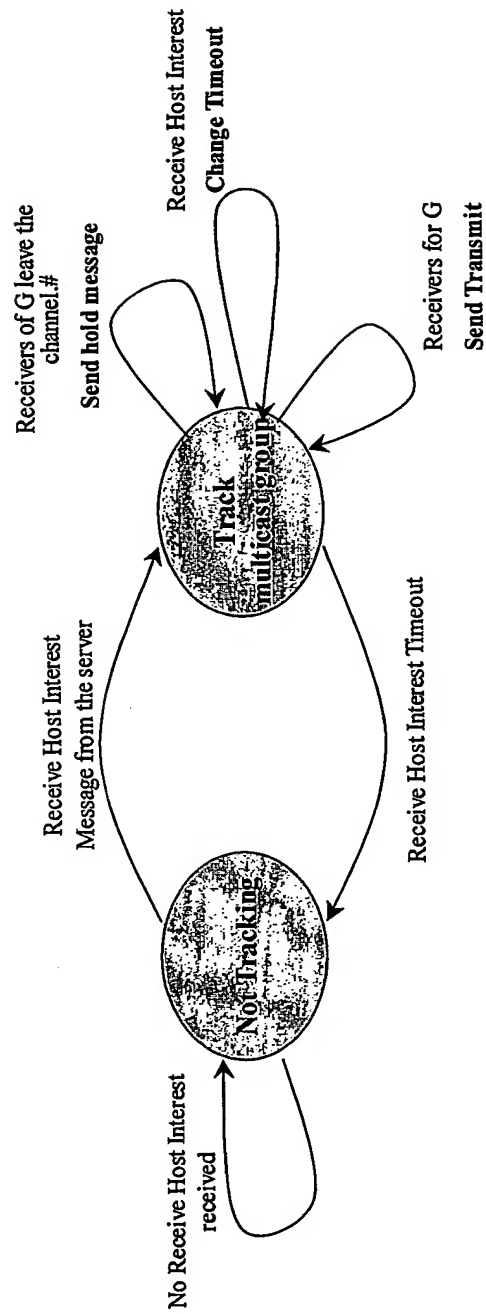 No Receive Host Interest
received
Not Tracking
Receive Host Interest
Message from the server
Receive Host Interest Timeout
Track
multicast group
Receivers of G leave the
channel.#
Send hold message
Receive Host Interest
Change Timeout
Receivers for G
Send Transmit